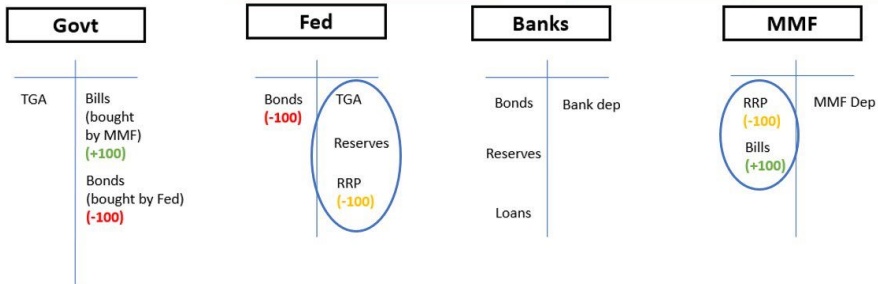 Govt
Fed
Banks
MMF
TGA
Bills
(bought
by MMF)
(+100)
Bonds
(bought by Fed)
(-100)
Bonds
(-100)
TGA
Reserves
RRP
(-100)
Bonds
Reserves
Loans
Bank dep
RRP
(-100)
Bills
(+100)
MMF Dep